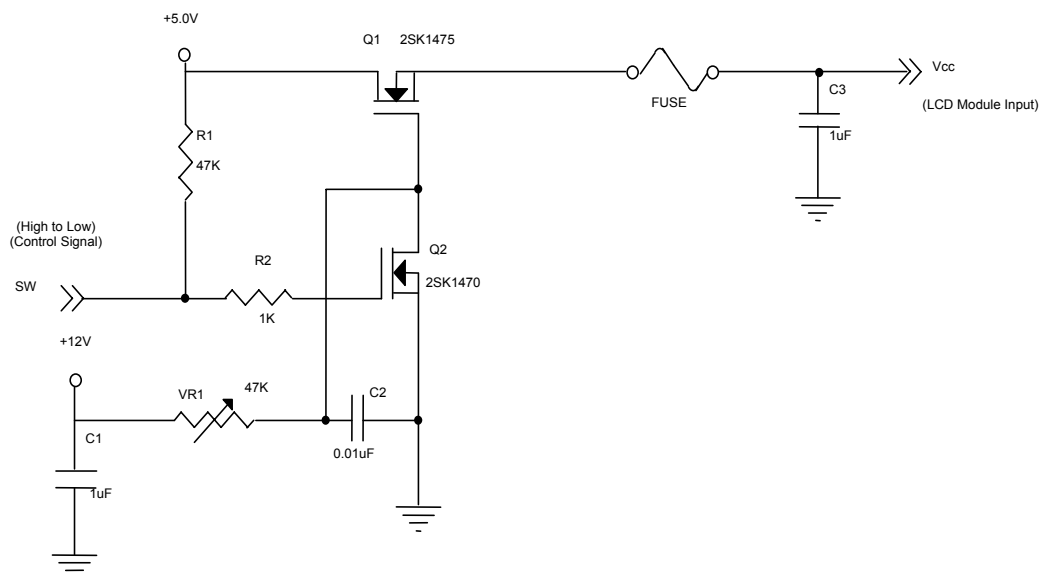 +5.0V
Q1 2SK1475
Vcc
FUSE
C3
(LCD Module Input)
R1
1uF
47K
(High to Low)
(Control Signal)
Q2
R2
SW
2SK1470
1K
+12V
VR1
47K
C2
C1
0.01uF
1uF